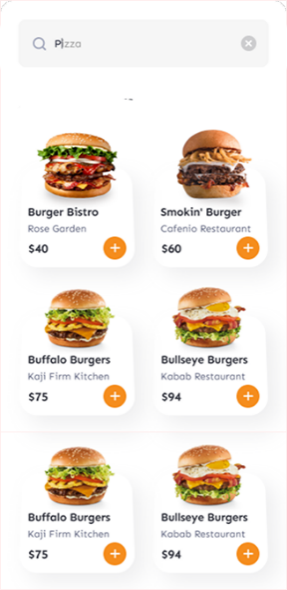 Pizza
Burger Bistro
Rose Garden
$40
Smokin' Burger
Cafenio Restaurant
$60
Buffalo Burgers
Kaji Firm Kitchen
$75
Bullseye Burgers
Kabab Restaurant
$94
Buffalo Burgers
Kaji Firm Kitchen
$75
Bullseye Burgers
Kabab Restaurant
$94